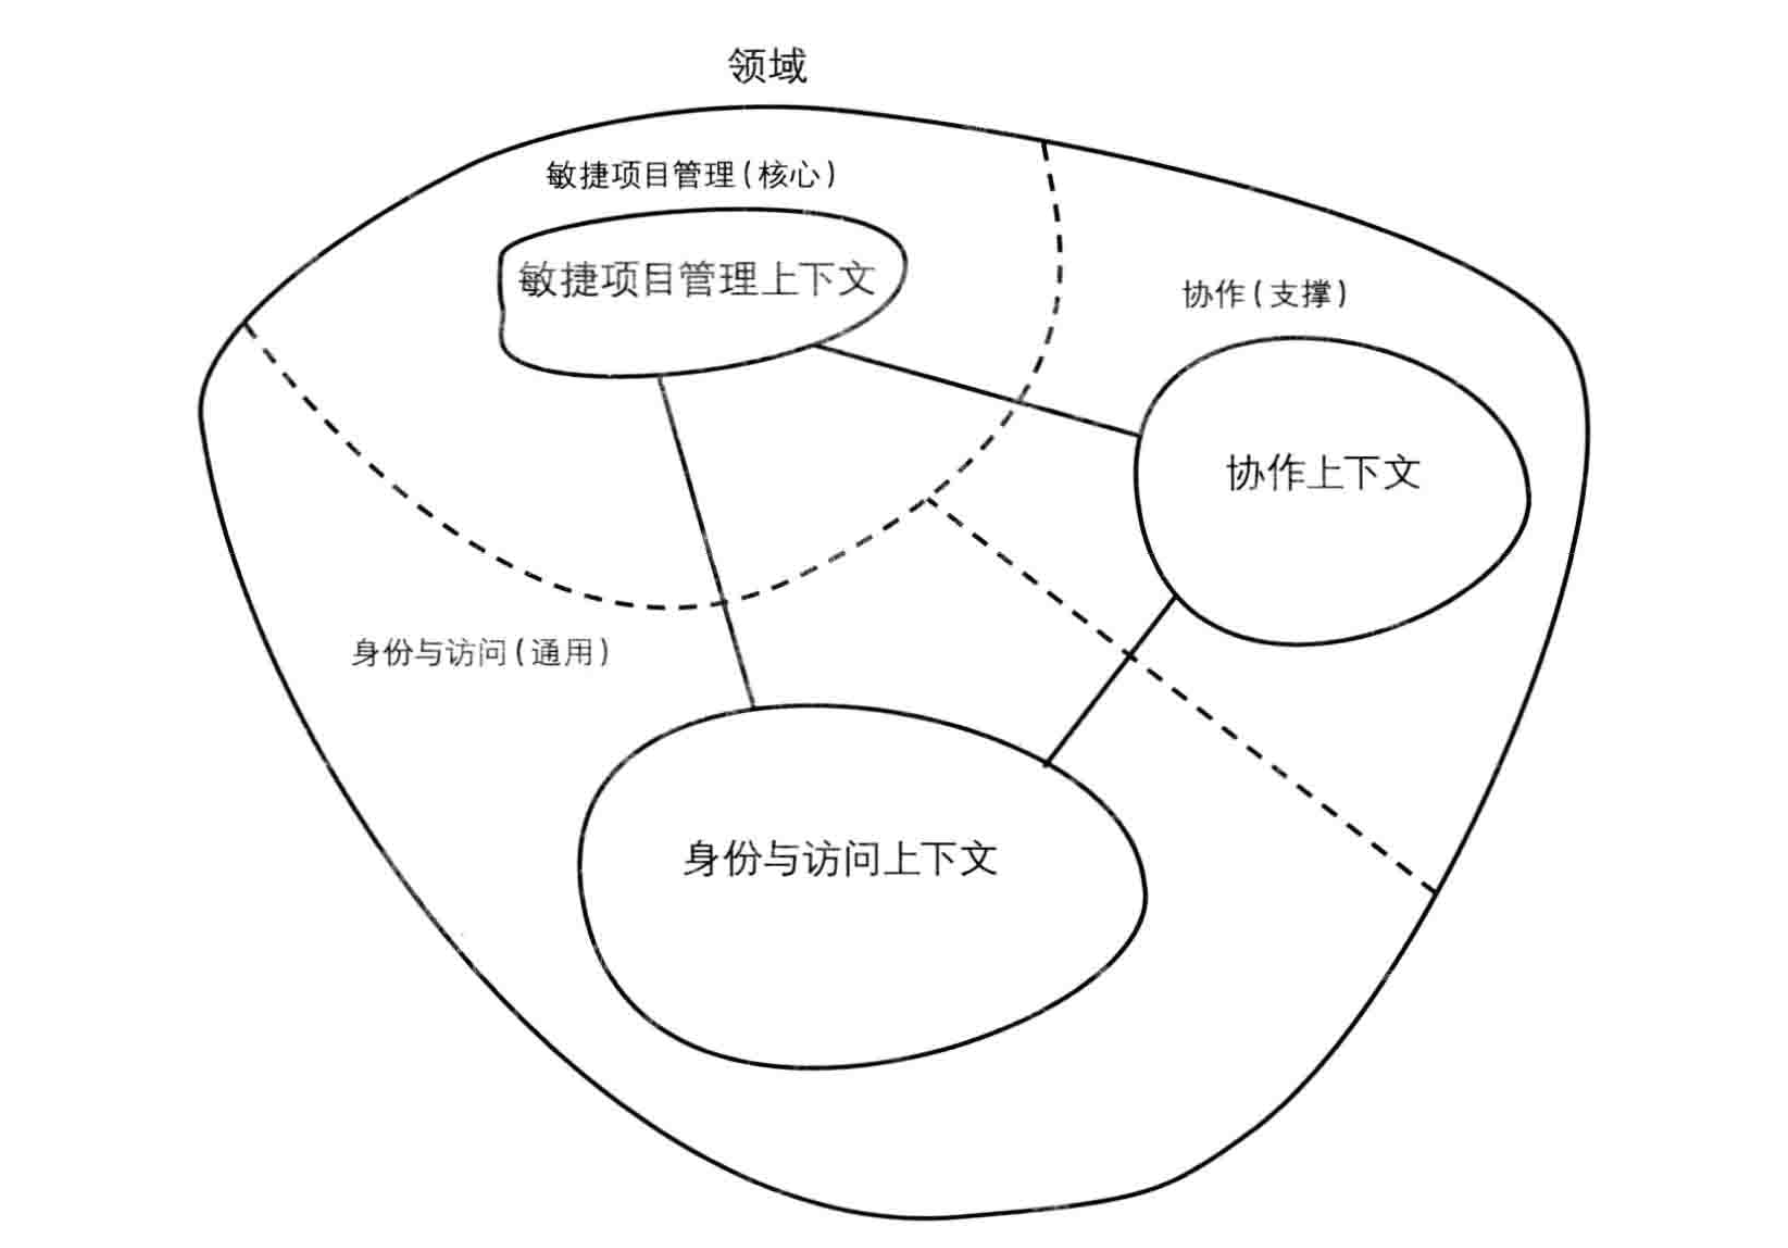 领域
敏捷项目管理(核心)
敏捷项目管理上下文
协作(支撑)
协作上下文
身份与访问(通用)
身份与访问上下文